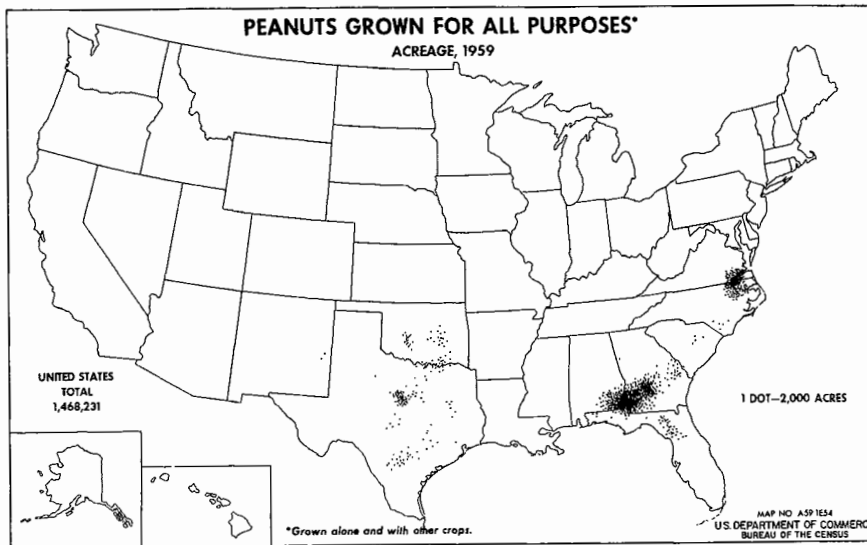 PEANUTS GROWN FOR ALL PURPOSES*
ACREAGE, 1959
UNITED STATES
TOTAL
1,468,231
1 DOT—2,000 ACRES
*Grown alone and with other crops.
MAP NO A59 1E54
U.S. DEPARTMENT OF COMMERC
BUREAU OF THE CENSUS